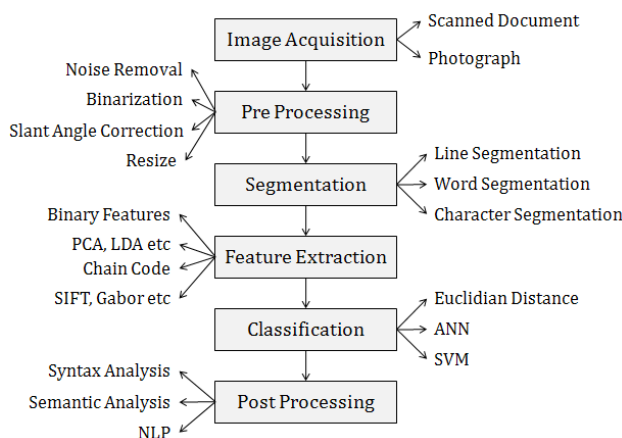 Image Acquisition
Scanned Document
Photograph
Noise Removal
Binarization
Slant Angle Correction
Resize
Pre Processing
Segmentation
Line Segmentation
Word Segmentation
Character Segmentation
Binary Features
PCA, LDA etc
Chain Code
SIFT, Gabor etc
Feature Extraction
Classification
Euclidian Distance
ANN
SVM
Syntax Analysis
Semantic Analysis
NLP
Post Processing